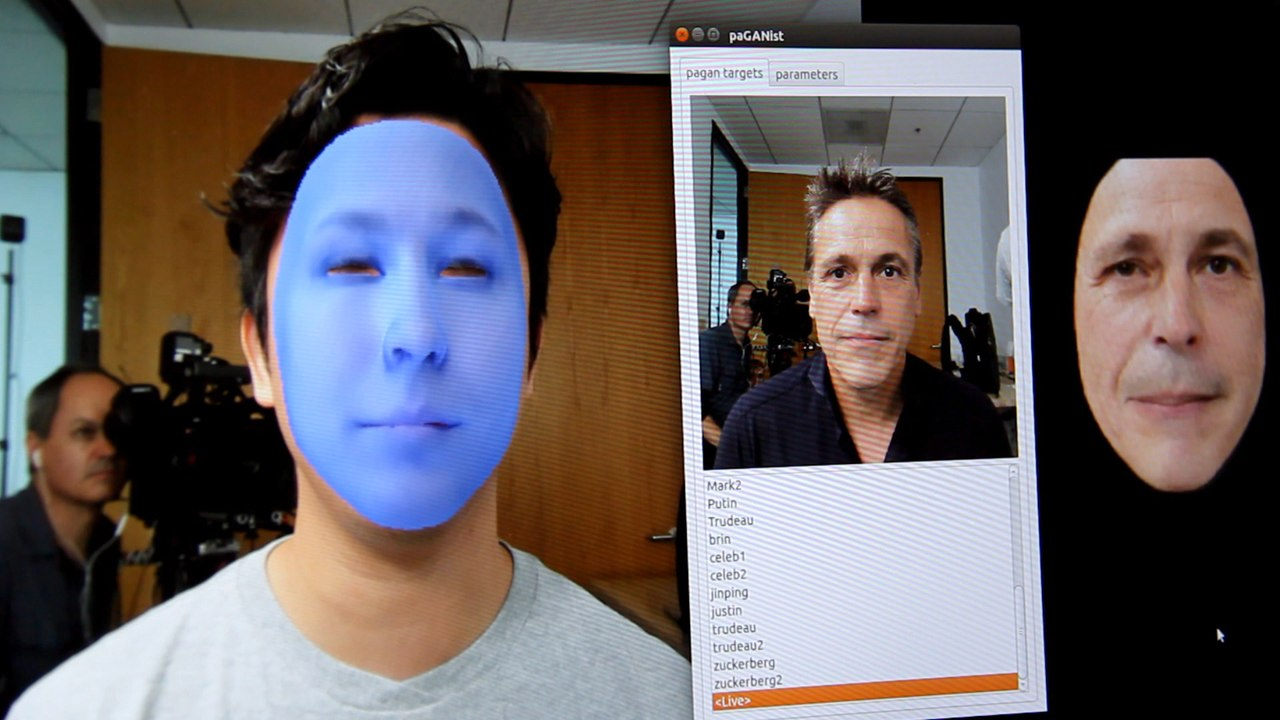 paGANist
pagan targets parameters
Mark2
Putin
Trudeau
brin
celeb1
celeb2
jinping
justin
trudeau
trudeau2
zuckerberg
zuckerberg2
<Live>